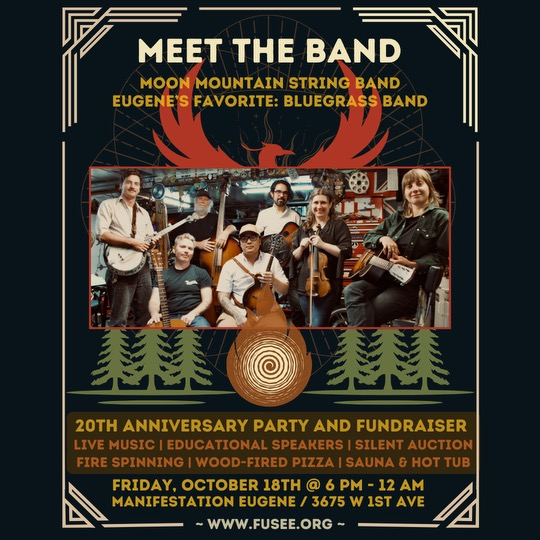 MEET THE BAND
MOON MOUNTAIN STRING BAND
EUGENE'S FAVORITE: BLUEGRASS BAND
20TH ANNIVERSARY PARTY AND FUNDRAISER
LIVE MUSIC | EDUCATIONAL SPEAKERS | SILENT AUCTION
FIRE SPINNING | WOOD-FIRED PIZZA | SAUNA & HOT TUB
FRIDAY, OCTOBER 18TH @ 6 PM - 12 AM
MANIFESTATION EUGENE / 3675 W 1ST AVE
~ WWW.FUSEE.ORG ~